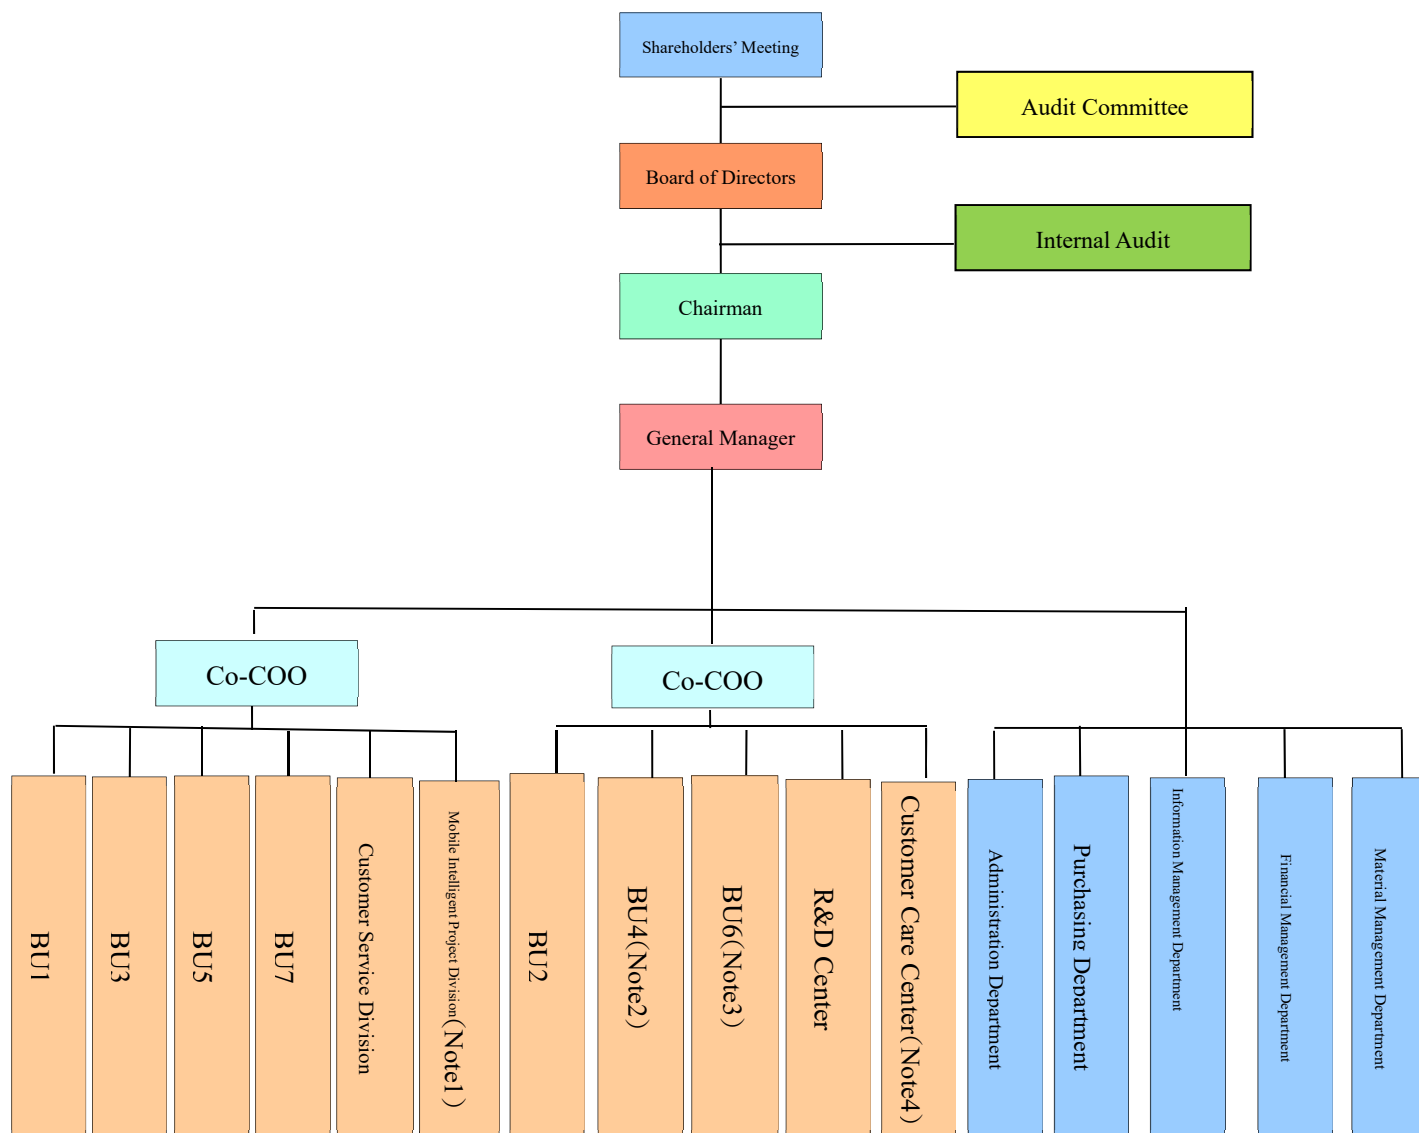 Shareholders’ Meeting
Audit Committee
Board of Directors
Internal Audit
Chairman
General Manager
Co-COO
Co-COO
BU1
BU3
BU5
BU7
Customer Service Division
Mobile Intelligent Project Division(Note1)
BU2
BU4(Note2)
BU6(Note3)
R&D Center
Customer Care Center(Note4)
Administration Department
Purchasing Department
Information Management Department
Financial Management Department
Material Management Department